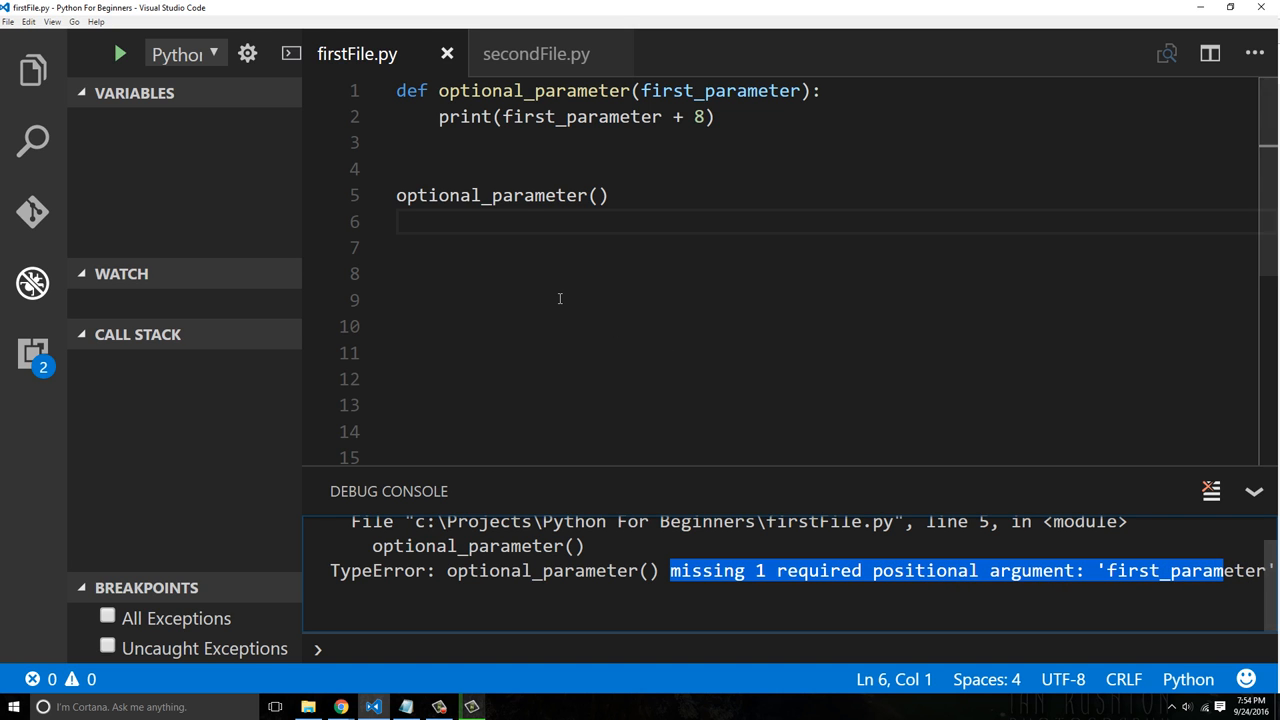 firstFile.py - Python For Beginners - Visual Studio Code
File Edit View Go Help
Python
firstFile.py
secondFile.py
VARIABLES
WATCH
CALL STACK
2
BREAKPOINTS
All Exceptions
Uncaught Exceptions
1 def optional_parameter(first_parameter):
2 print(first_parameter + 8)
3
4
5 optional_parameter()
6
7
8
9
10
11
12
13
14
15
DEBUG CONSOLE
File "c:\Projects\Python For Beginners\firstFile.py", line 5, in <module>
optional_parameter()
TypeError: optional_parameter() missing 1 required positional argument: 'first_parameter'
0 0
Ln 6, Col 1 Spaces: 4 UTF-8 CRLF Python
I'm Cortana. Ask me anything.
7:54 PM
9/24/2016